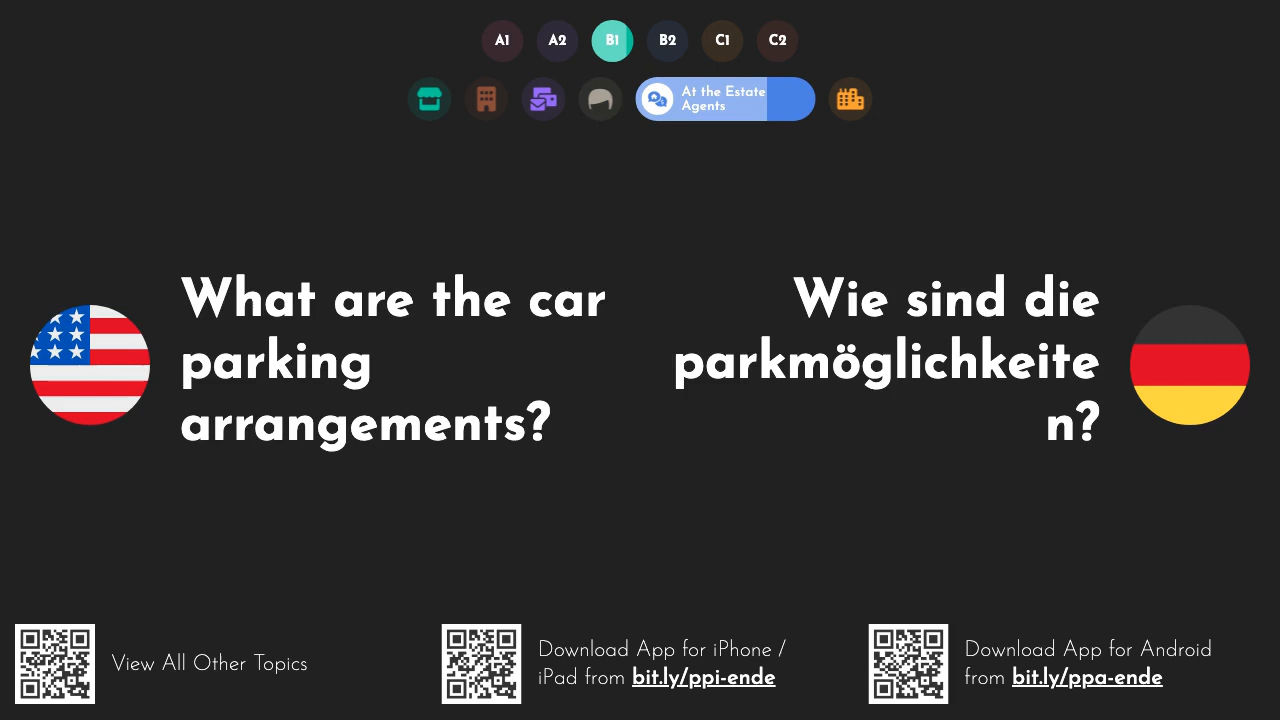 A1 A2 B1 B2 C1 C2
At the Estate
Agents
What are the car
parking
arrangements?
Wie sind die
parkmöglichkeite
n?
View All Other Topics
Download App for iPhone /
iPad from bit.ly/ppi-ende
Download App for Android
from bit.ly/ppa-ende